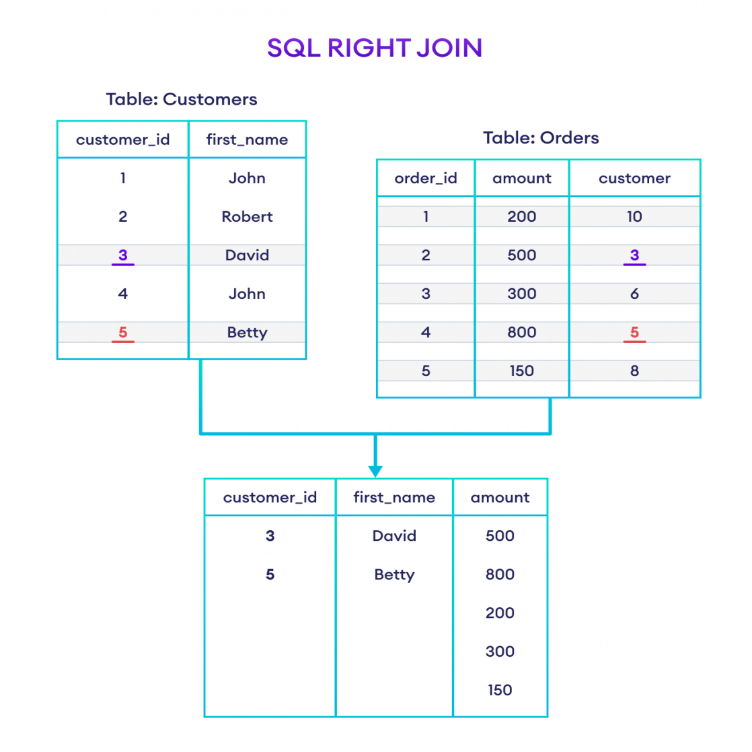 SQL RIGHT JOIN
Table: Customers
customer_id first_name
1 John
2 Robert
3 David
4 John
5 Betty
Table: Orders
order_id amount customer
1 200 10
2 500 3
3 300 6
4 800 5
5 150 8
customer_id first_name amount
3 David 500
5 Betty 800
200
300
150